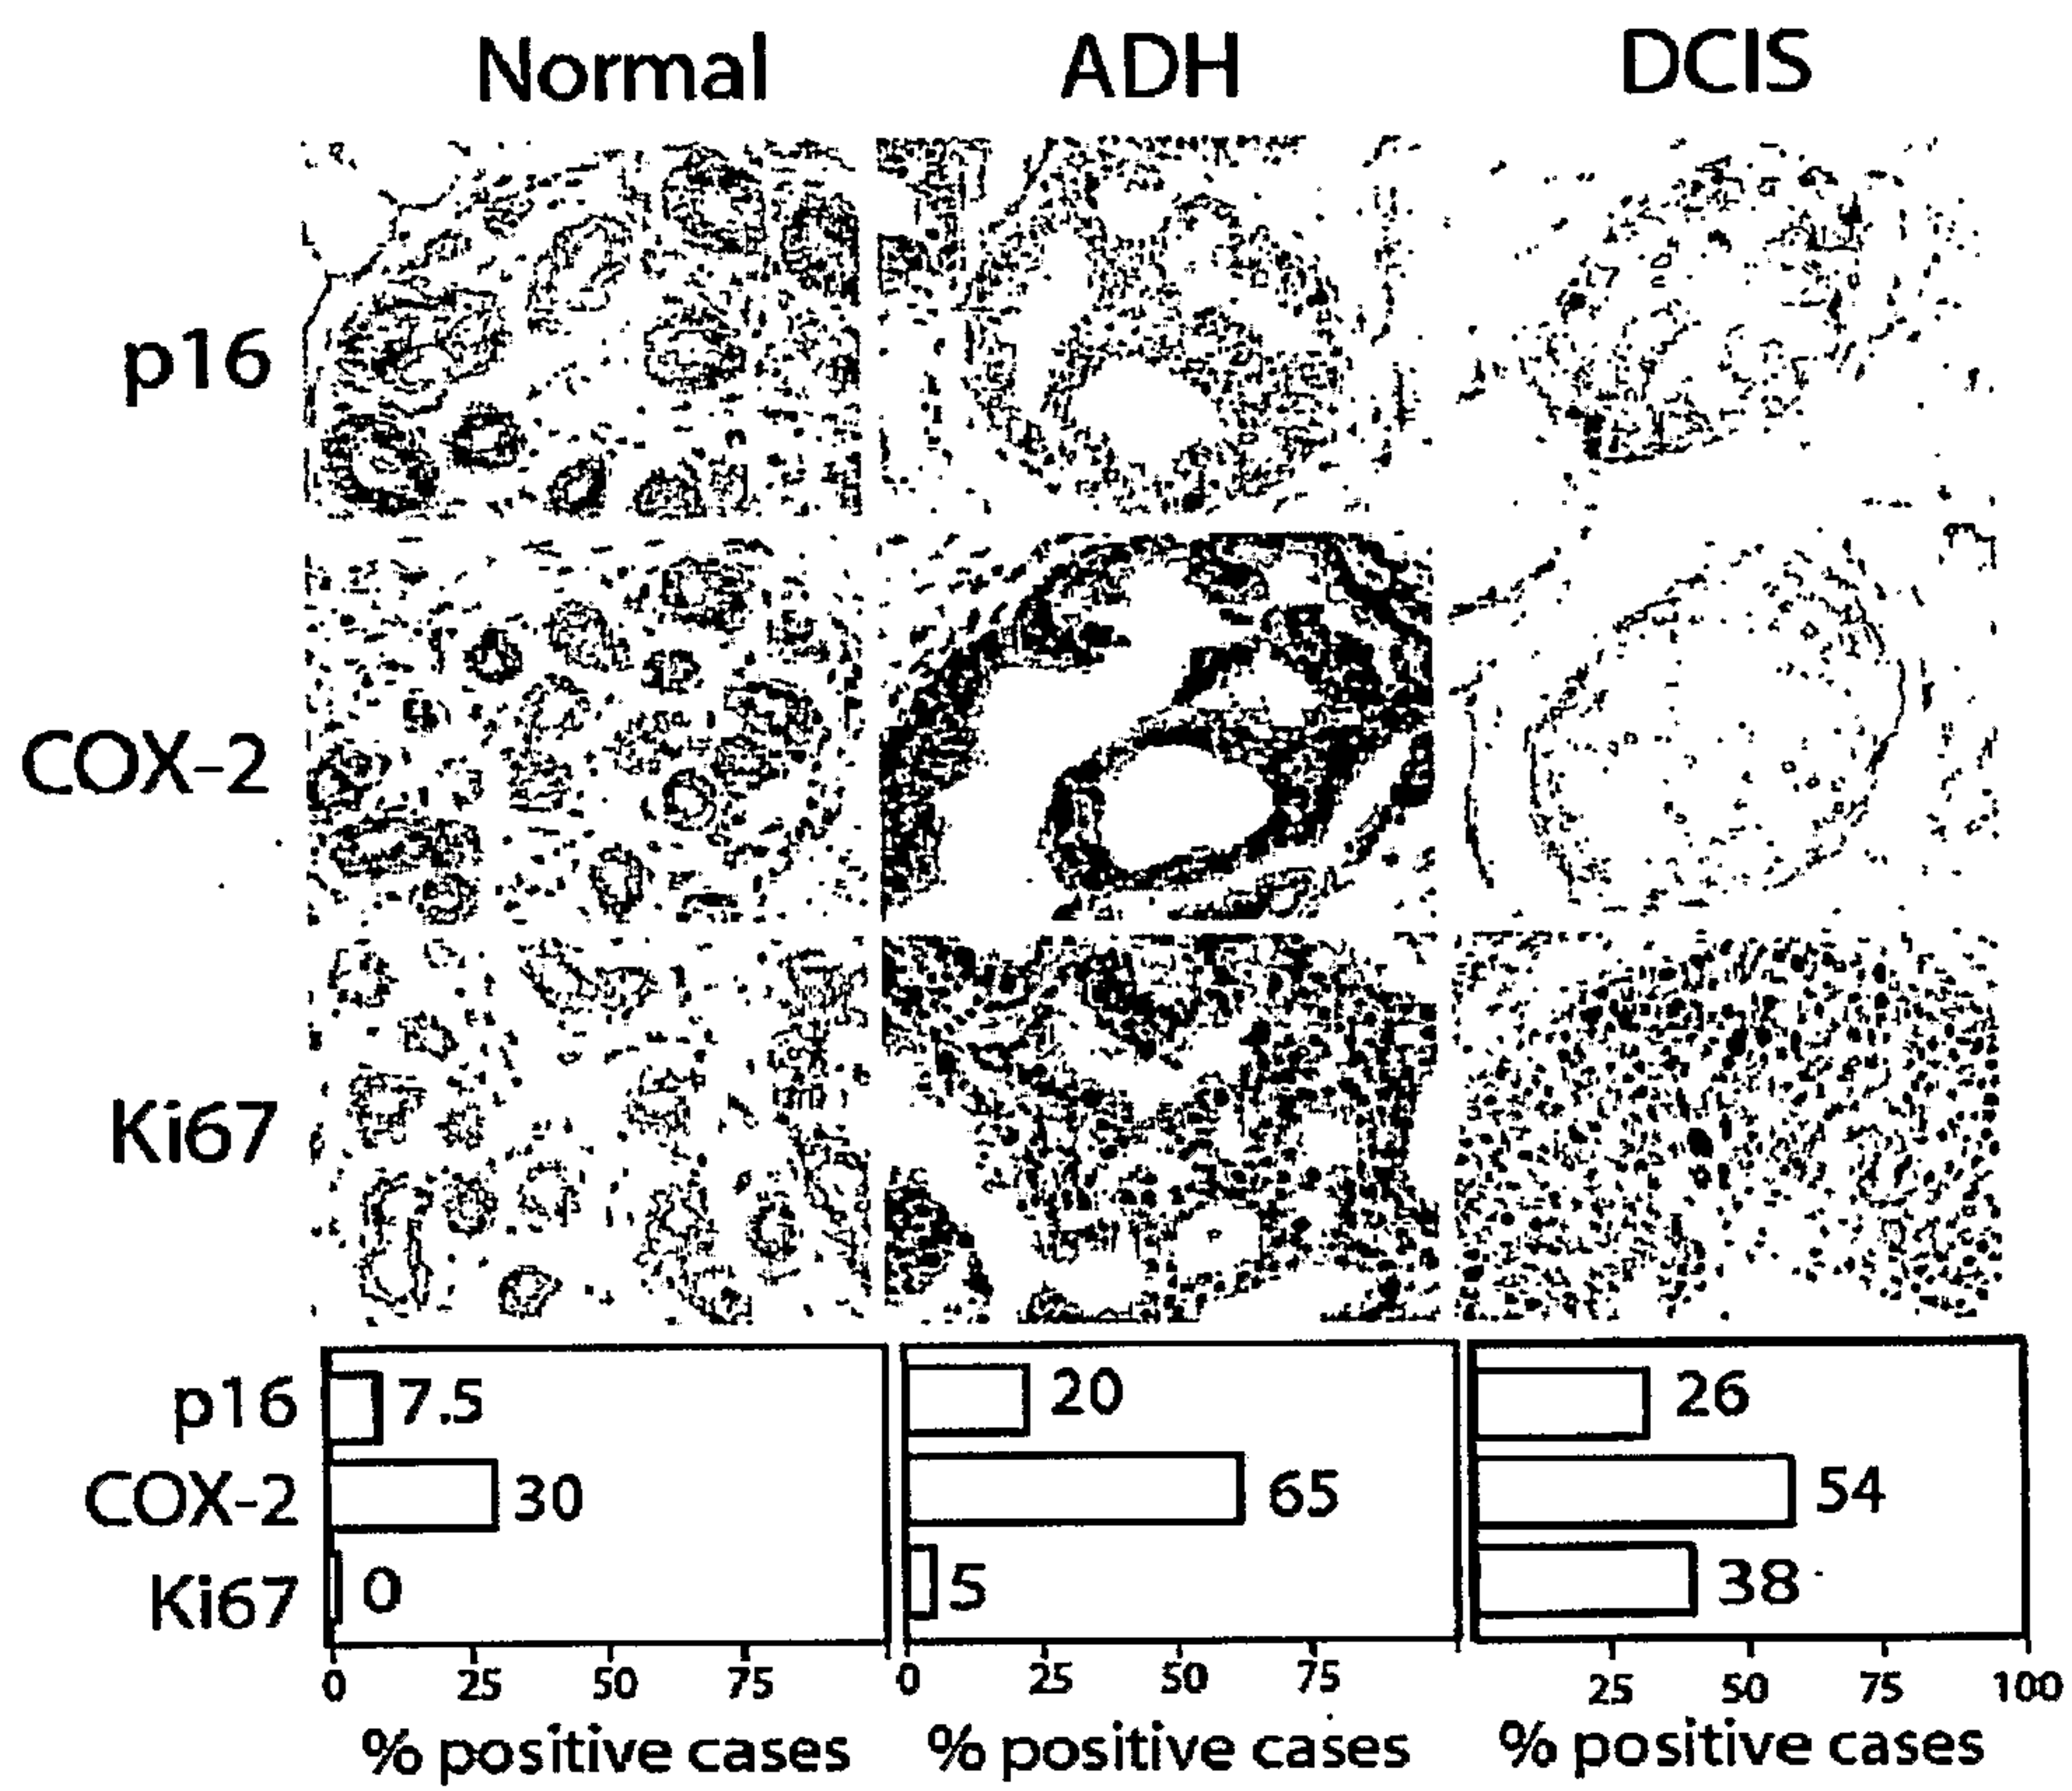 Normal ADH DCIS
p16
COX-2
Ki67
p16 7.5 20 26
COX-2 30 65 54
Ki67 0 5 38
0 25 50 75 0 25 50 75 25 50 75 100
% positive cases % positive cases % positive cases